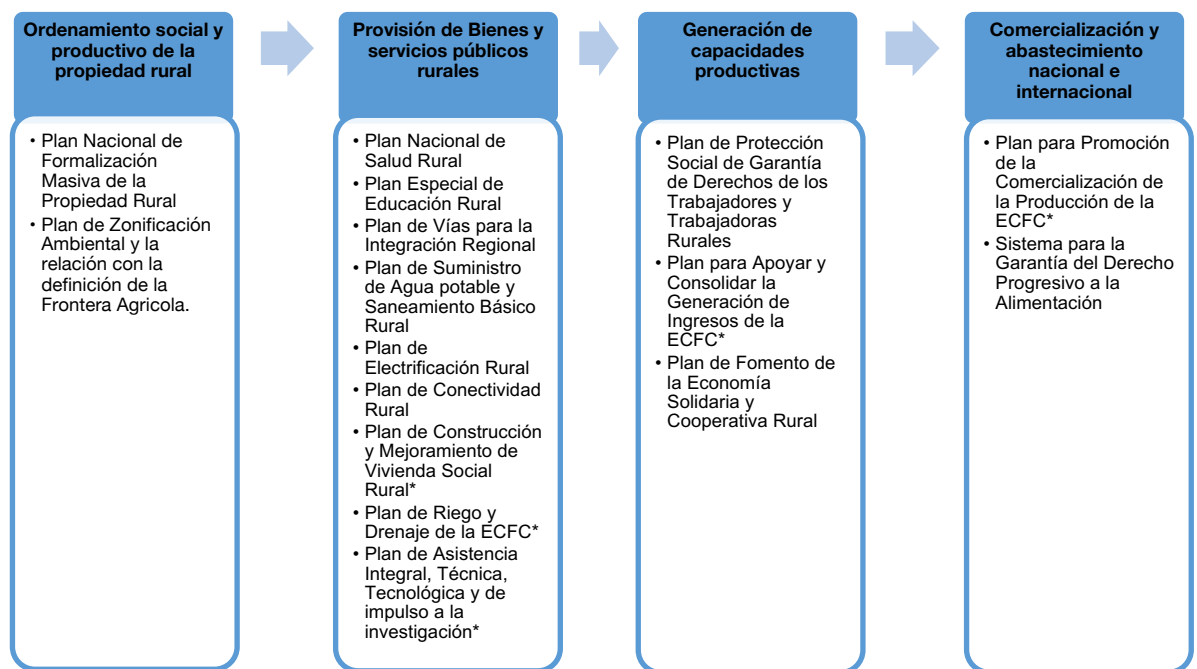 Ordenamiento social y
productivo de la
propiedad rural
• Plan Nacional de
Formalización
Masiva de la
Propiedad Rural
• Plan de Zonificación
Ambiental y la
relación con la
definición de la
Frontera Agricola.
Provisión de Bienes y
servicios públicos
rurales
• Plan Nacional de
Salud Rural
• Plan Especial de
Educación Rural
• Plan de Vías para la
Integración Regional
• Plan de Suministro
de Agua potable y
Saneamiento Básico
Rural
• Plan de
Electrificación Rural
• Plan de Conectividad
Rural
• Plan de Construcción
y Mejoramiento de
Vivienda Social
Rural*
• Plan de Riego y
Drenaje de la ECFC*
• Plan de Asistencia
Integral, Técnica,
Tecnológica y de
impulso a la
investigación*
Generación de
capacidades
productivas
• Plan de Protección
Social de Garantía
de Derechos de los
Trabajadores y
Trabajadoras
Rurales
• Plan para Apoyar y
Consolidar la
Generación de
Ingresos de la
ECFC*
• Plan de Fomento de
la Economía
Solidaria y
Cooperativa Rural
Comercialización y
abastecimiento
nacional e
internacional
• Plan para Promoción
de la
Comercialización de
la Producción de la
ECFC*
• Sistema para la
Garantía del Derecho
Progresivo a la
Alimentación